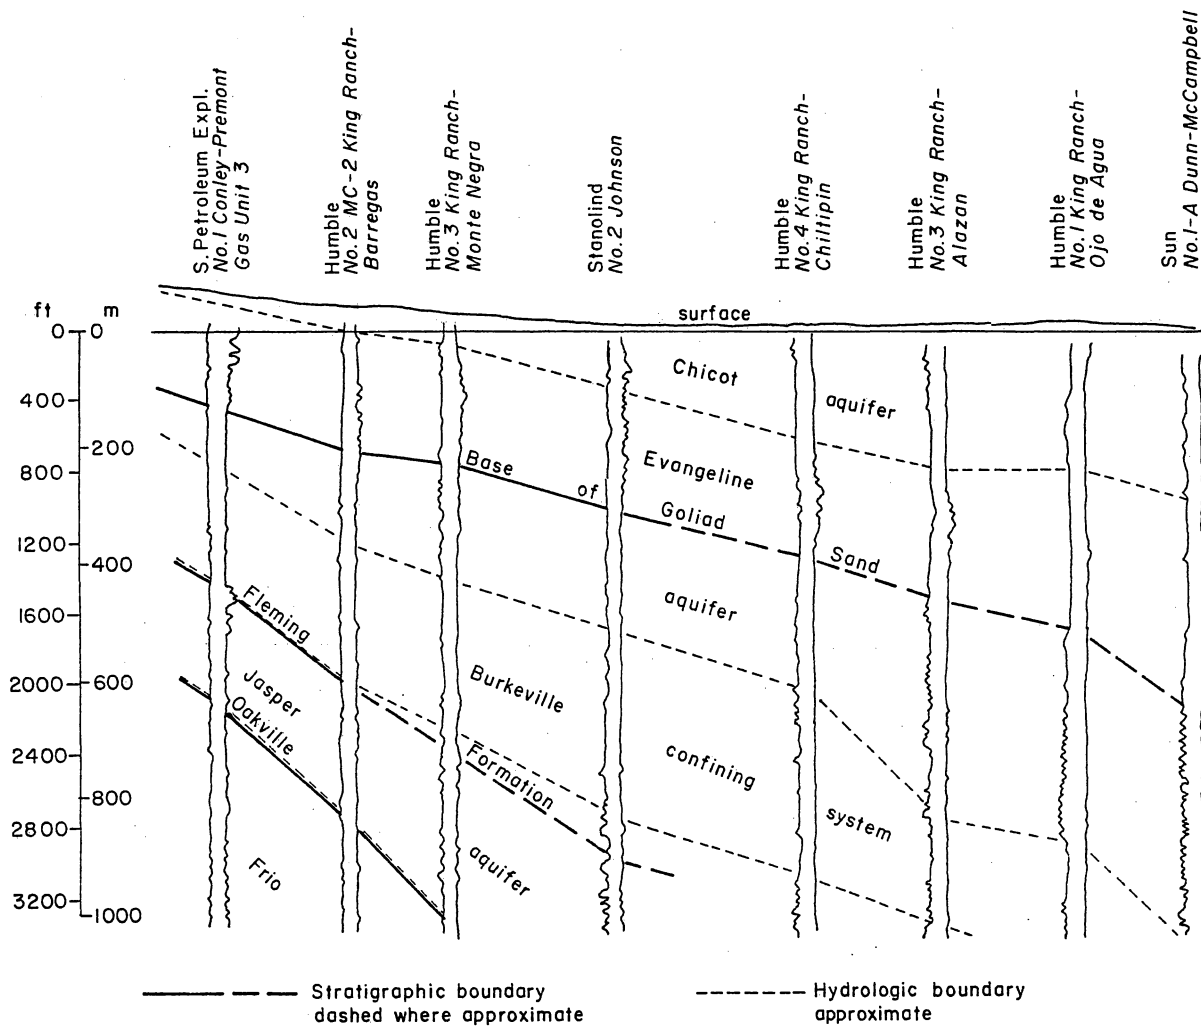 S. Petroleum Expl.
No.1 Conley-Premont
Gas Unit 3
Humble
No.2 MC-2 King Ranch-
Barregas
Humble
No.3 King Ranch-
Monte Negra
Stanolind
No.2 Johnson
Humble
No.4 King Ranch-
Chiltipin
Humble
No.3 King Ranch-
Alazan
Humble
No.1 King Ranch-
Ojo de Agua
Sun
No.1-A Dunn-McCampbell
ft m
surface
0 0
400
200
800
1200
400
1600
2000 600
2400
800
2800
3200
1000
Chicot
aquifer
Evangeline
aquifer
Base of Goliad Sand
Burkeville
confining
system
Fleming
Formation
Jasper
aquifer
Oakville
Frio
Stratigraphic boundary
dashed where approximate
Hydrologic boundary
approximate